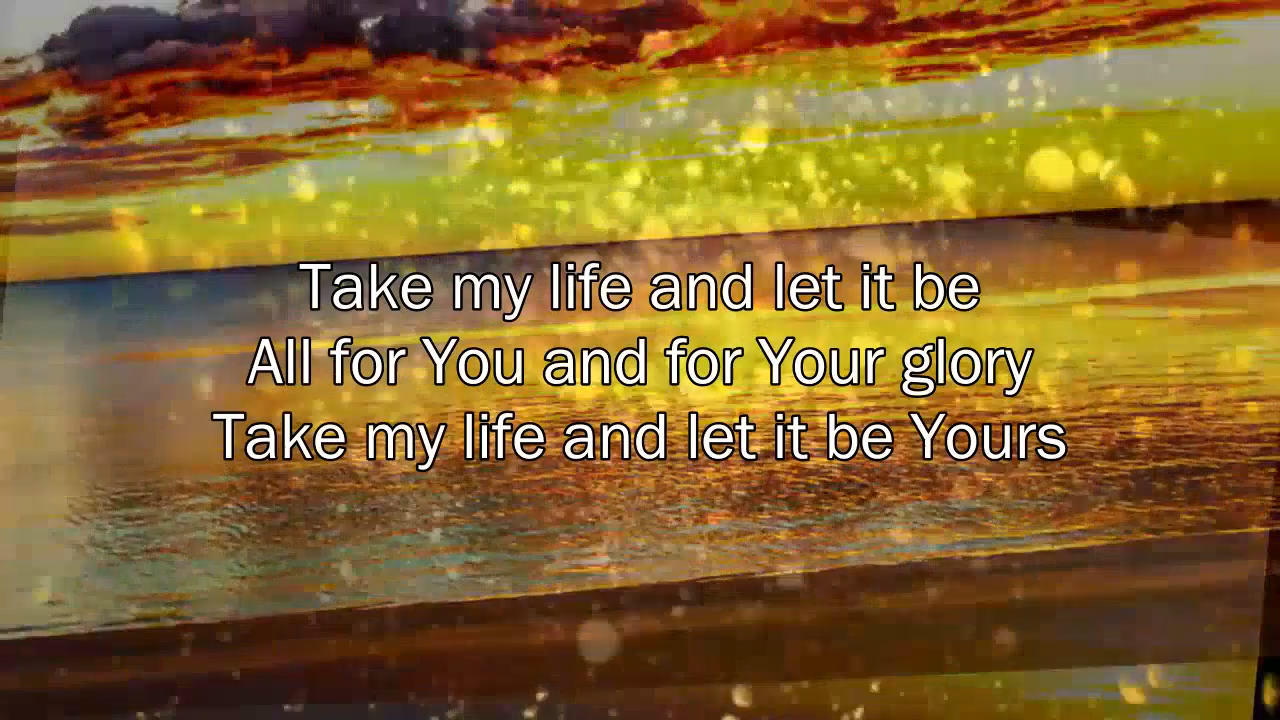 Take my life and let it be
All for You and for Your glory
Take my life and let it be Yours